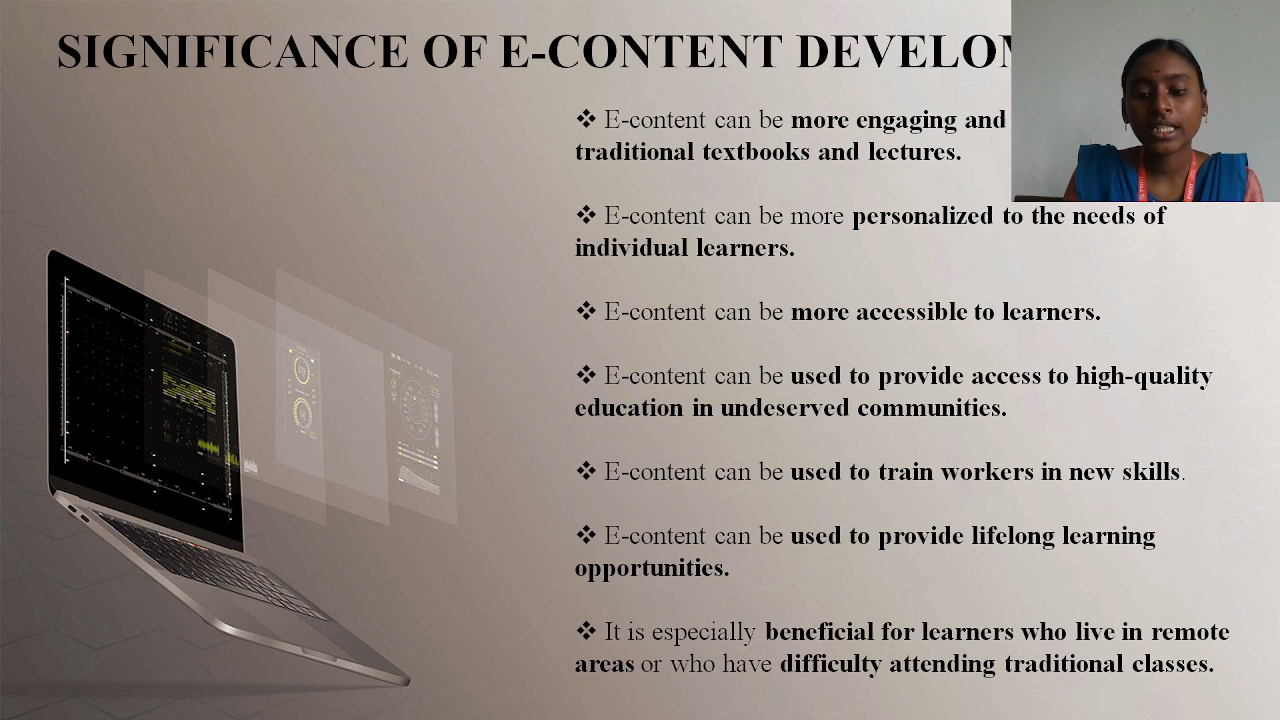 SIGNIFICANCE OF E-CONTENT DEVELO
❖ E-content can be more engaging and
traditional textbooks and lectures.
❖ E-content can be more personalized to the needs of
individual learners.
❖ E-content can be more accessible to learners.
❖ E-content can be used to provide access to high-quality
education in undeserved communities.
❖ E-content can be used to train workers in new skills.
❖ E-content can be used to provide lifelong learning
opportunities.
❖ It is especially beneficial for learners who live in remote
areas or who have difficulty attending traditional classes.